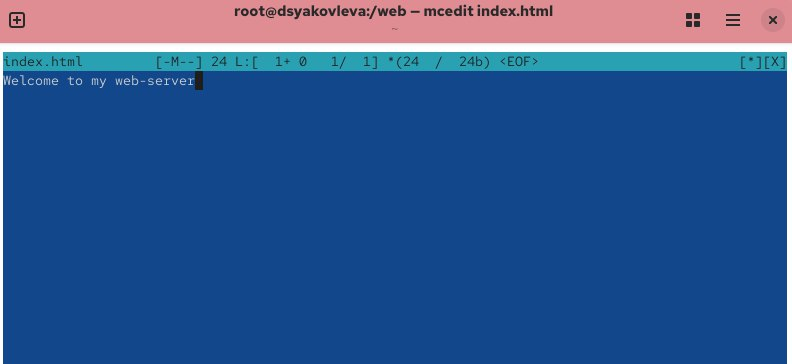 root@dsyakovleva:/web — mcedit index.html
~
index.html         [-M--] 24 L:[  1+ 0   1/  1] *(24  /  24b) <EOF>                         [*][X]
Welcome to my web-server